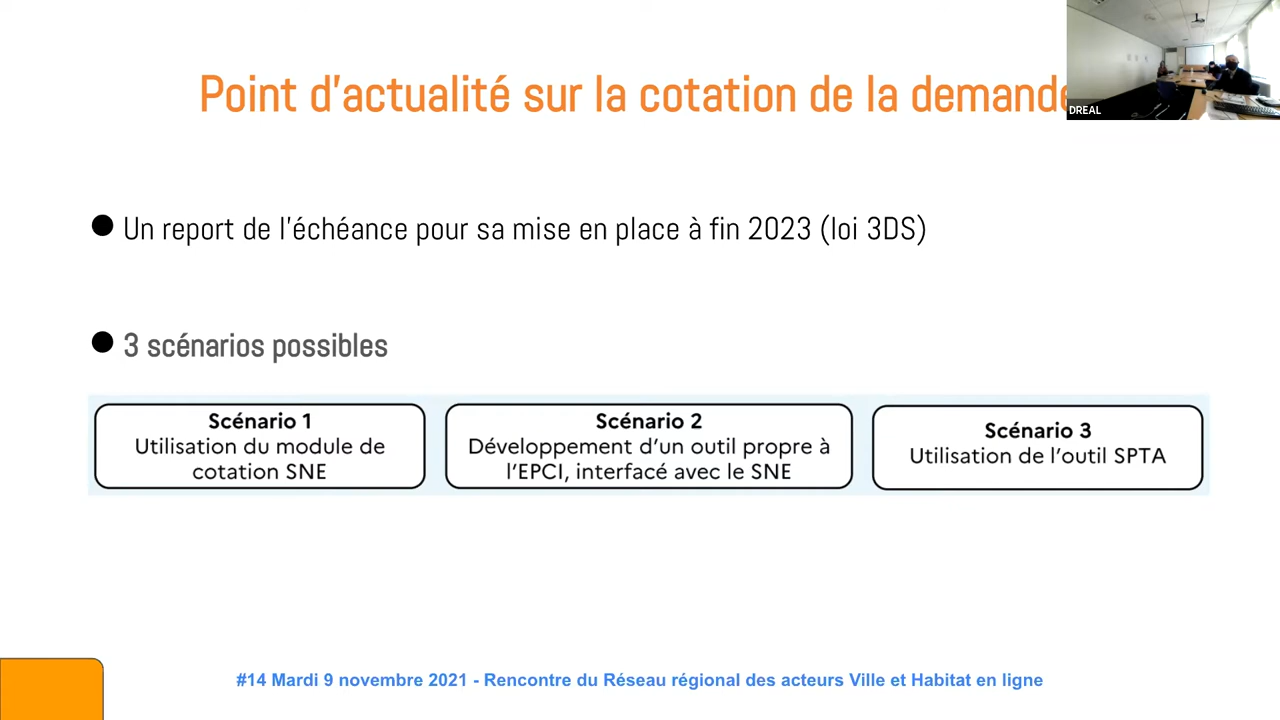 Point d'actualité sur la cotation de la demande
DREAL
Un report de l'échéance pour sa mise en place à fin 2023 (loi 3DS)
3 scénarios possibles
Scénario 1
Utilisation du module de
cotation SNE
Scénario 2
Développement d'un outil propre à
l'EPCI, interfacé avec le SNE
Scénario 3
Utilisation de l'outil SPTA
#14 Mardi 9 novembre 2021 - Rencontre du Réseau régional des acteurs Ville et Habitat en ligne